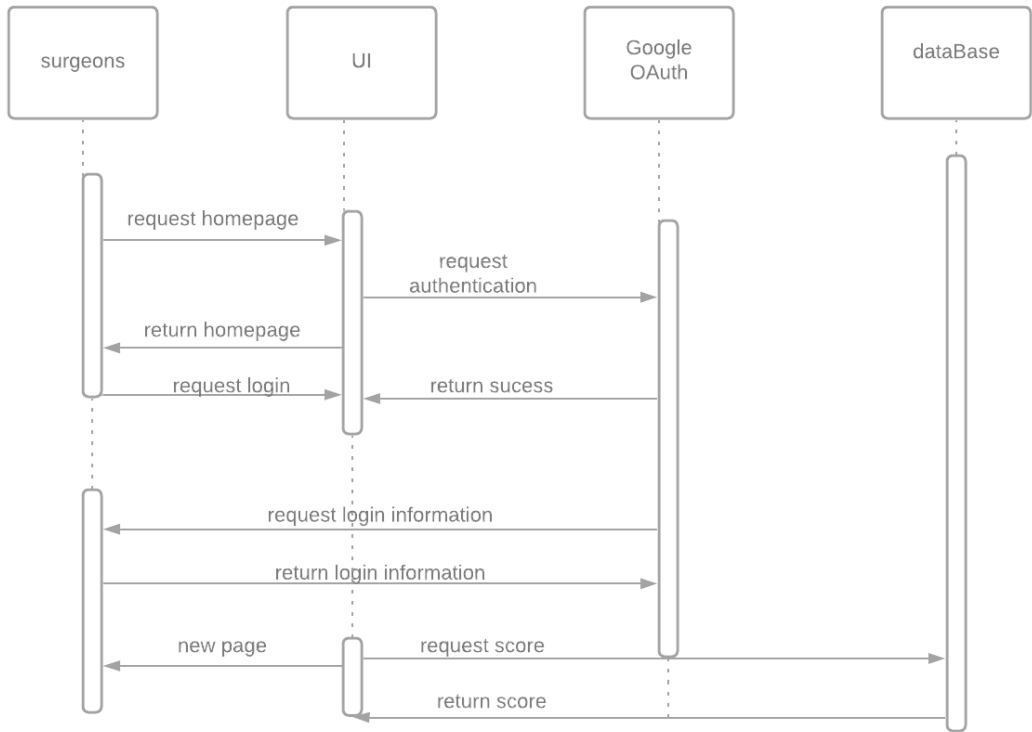 surgeons
UI
Google
OAuth
dataBase
request homepage
request
authentication
return homepage
request login
return sucess
request login information
return login information
new page
request score
return score